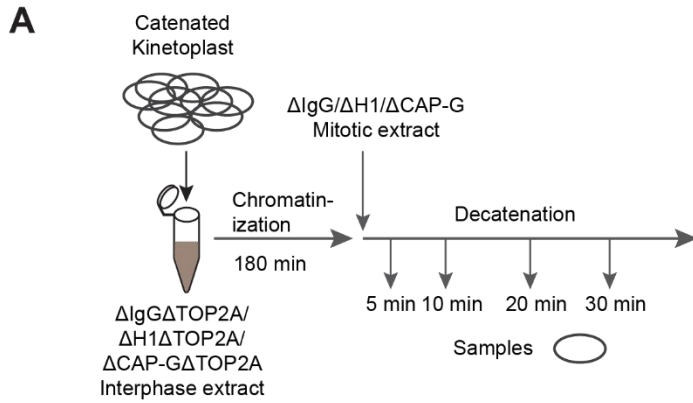 A
Catenated
Kinetoplast
ΔIgG/ΔH1/ΔCAP-G
Mitotic extract
Chromatin-
ization
180 min
Decatenation
5 min 10 min 20 min 30 min
Samples
ΔIgGΔTOP2A/
ΔH1ΔTOP2A/
ΔCAP-GΔTOP2A
Interphase extract